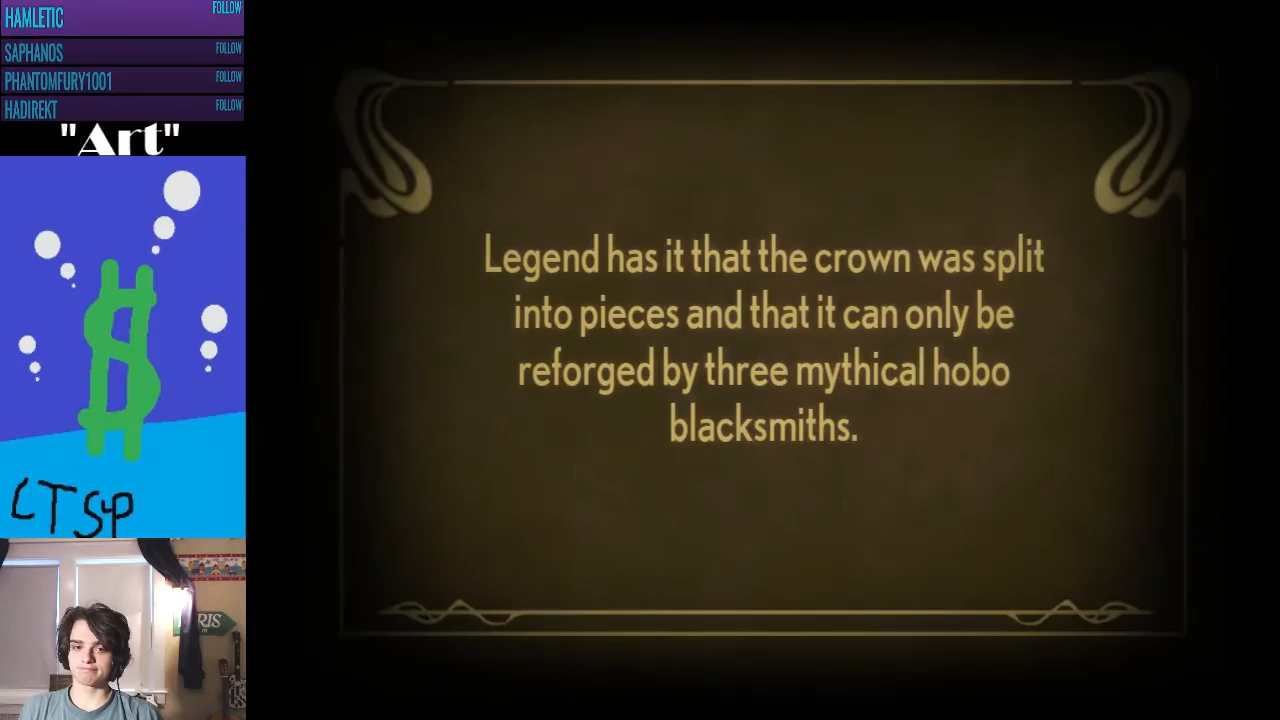 HAMLETIC FOLLOW
SAPHANOS FOLLOW
PHANTOMFURY1001 FOLLOW
HADIREKT FOLLOW
"Art"
LTSP
RIS
Legend has it that the crown was split
into pieces and that it can only be
reforged by three mythical hobo
blacksmiths.